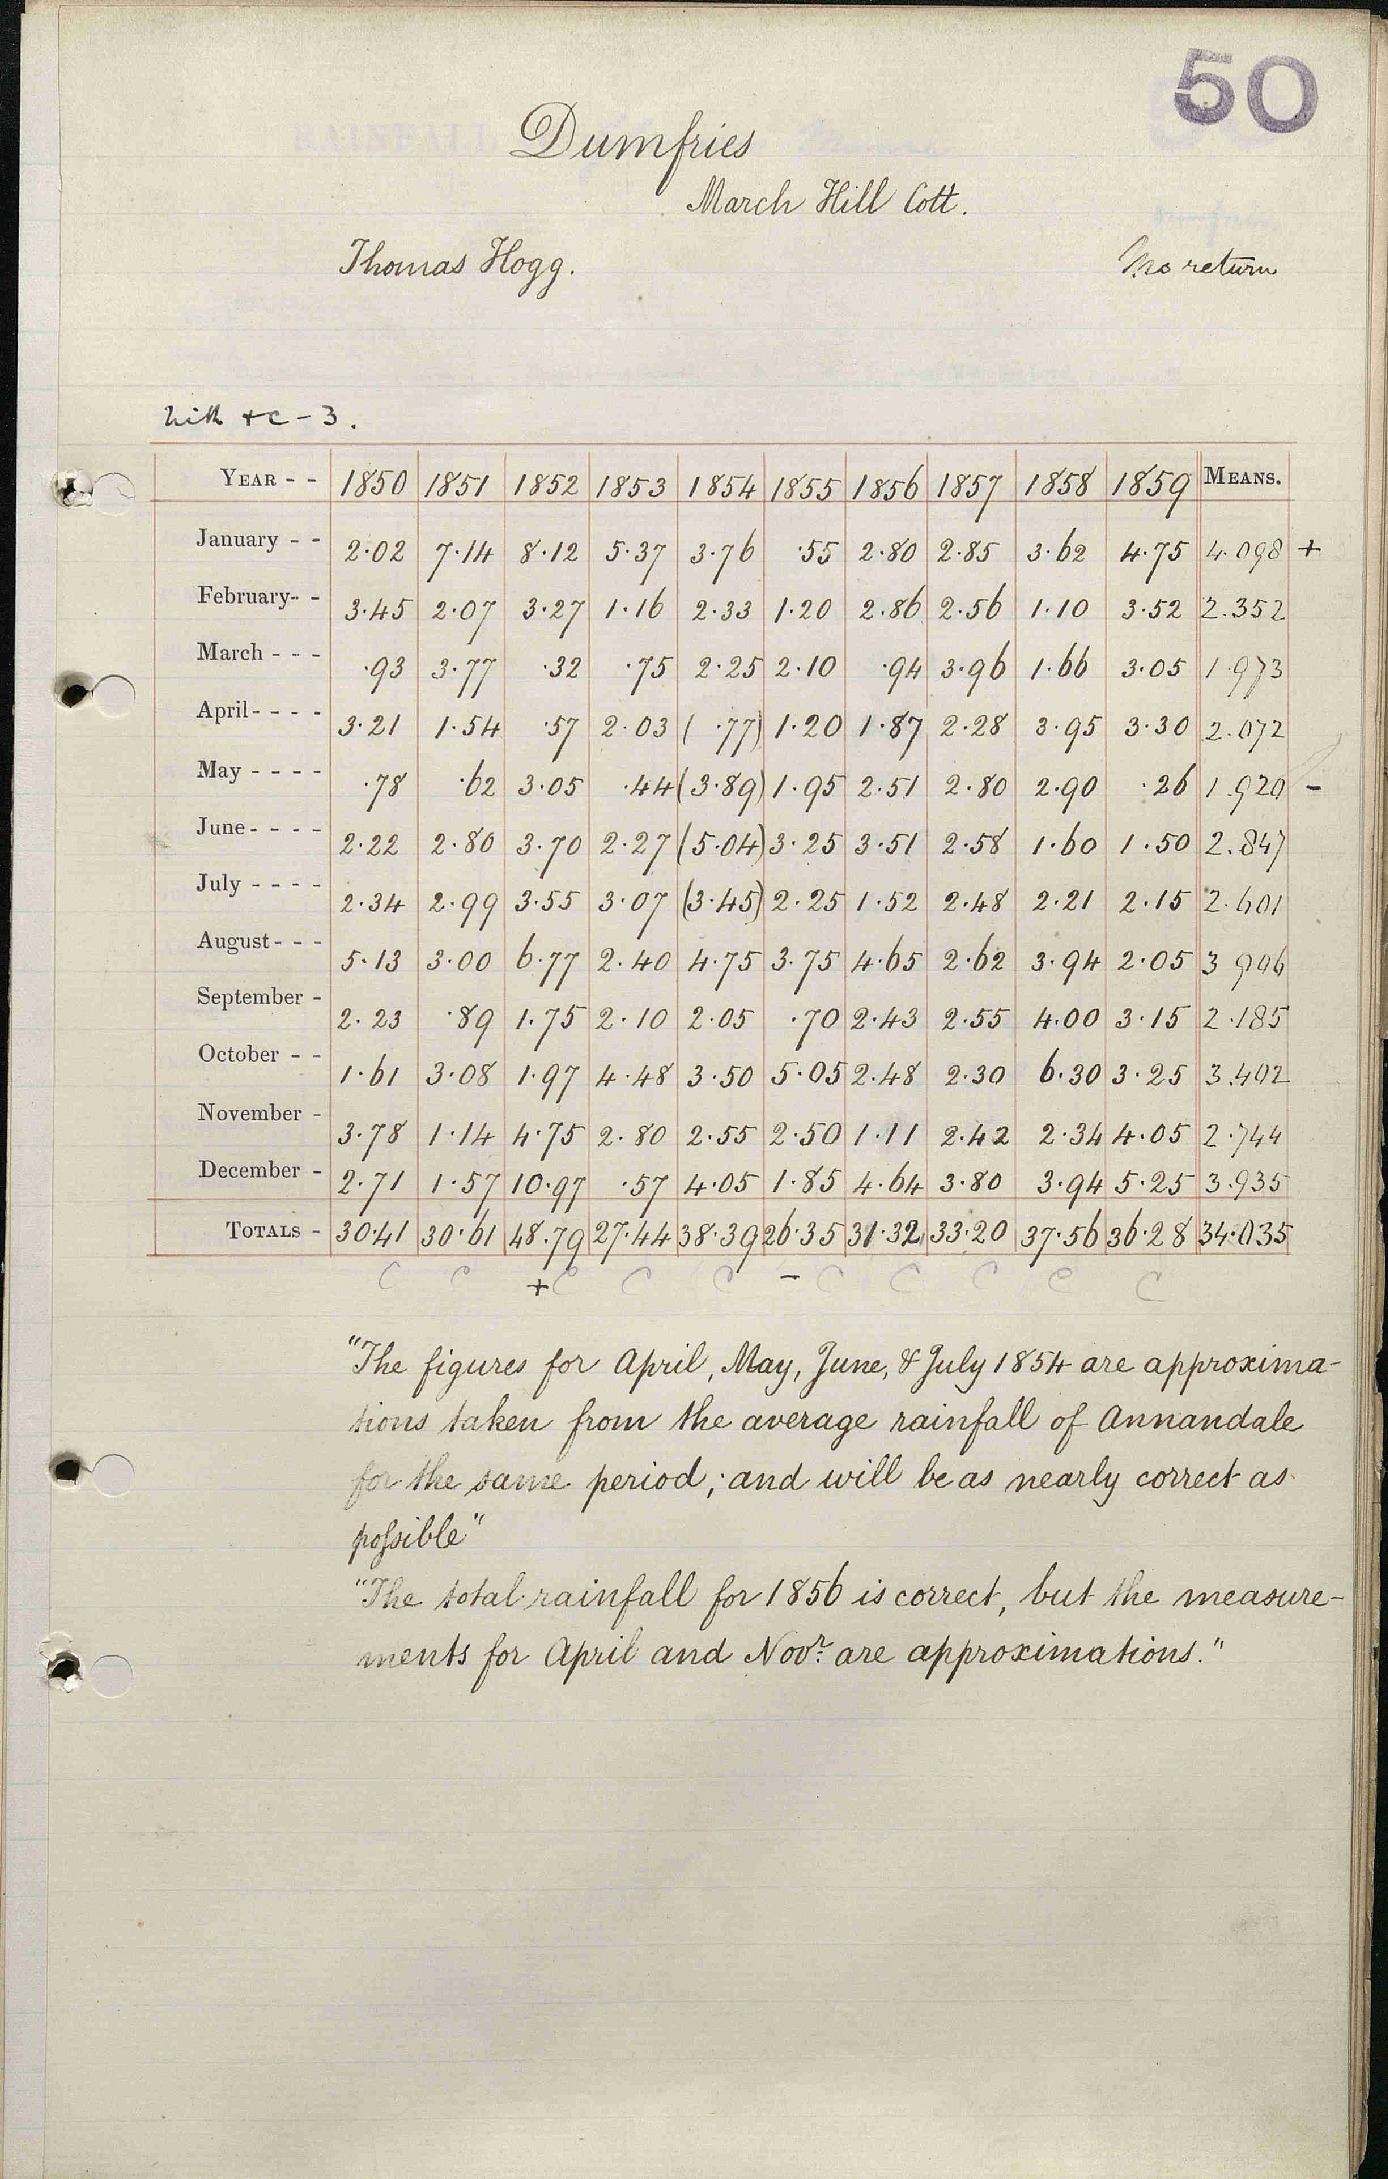 50
Dumfries
March Hill Cott.
Thomas Hogg. No return
+c-3.
YEAR - - 1850 1851 1852 1853 1854 1855 1856 1857 1858 1859 MEANS.
January - - 2.02 7.14 8.12 5.37 3.76 .55 2.80 2.85 3.62 4.75 4.098 +
February- - 3.45 2.07 3.27 1.16 2.33 1.20 2.86 2.56 1.10 3.52 2.352
March - - - .93 3.77 .32 .75 2.25 2.10 .94 3.96 1.66 3.05 1.973
April- - - - 3.21 1.54 .57 2.03 ( .77) 1.20 1.87 2.28 3.95 3.30 2.072
May - - - - .78 .62 3.05 .44 (3.89) 1.95 2.51 2.80 2.90 .26 1.920 -
June- - - - 2.22 2.80 3.70 2.27 (5.04) 3.25 3.51 2.58 1.60 1.50 2.847
July - - - - 2.34 2.99 3.55 3.07 (3.45) 2.25 1.52 2.48 2.21 2.15 2.601
August- - - 5.13 3.00 6.77 2.40 4.75 3.75 4.65 2.62 3.94 2.05 3.906
September - 2.23 .89 1.75 2.10 2.05 .70 2.43 2.55 4.00 3.15 2.185
October - - 1.61 3.08 1.97 4.48 3.50 5.05 2.48 2.30 6.30 3.25 3.402
November - 3.78 1.14 4.75 2.80 2.55 2.50 1.11 2.42 2.34 4.05 2.744
December - 2.71 1.57 10.97 .57 4.05 1.85 4.64 3.80 3.94 5.25 3.935
TOTALS - 30.41 30.61 48.79 27.44 38.39 26.35 31.32 33.20 37.56 36.28 34.035
C C + C C C - C C C C C
"The figures for April, May, June, & July 1854 are approxima-
tions taken from the average rainfall of Annandale
for the same period; and will be as nearly correct as
possible"
"The total rainfall for 1856 is correct, but the measure-
ments for April and Novr. are approximations."